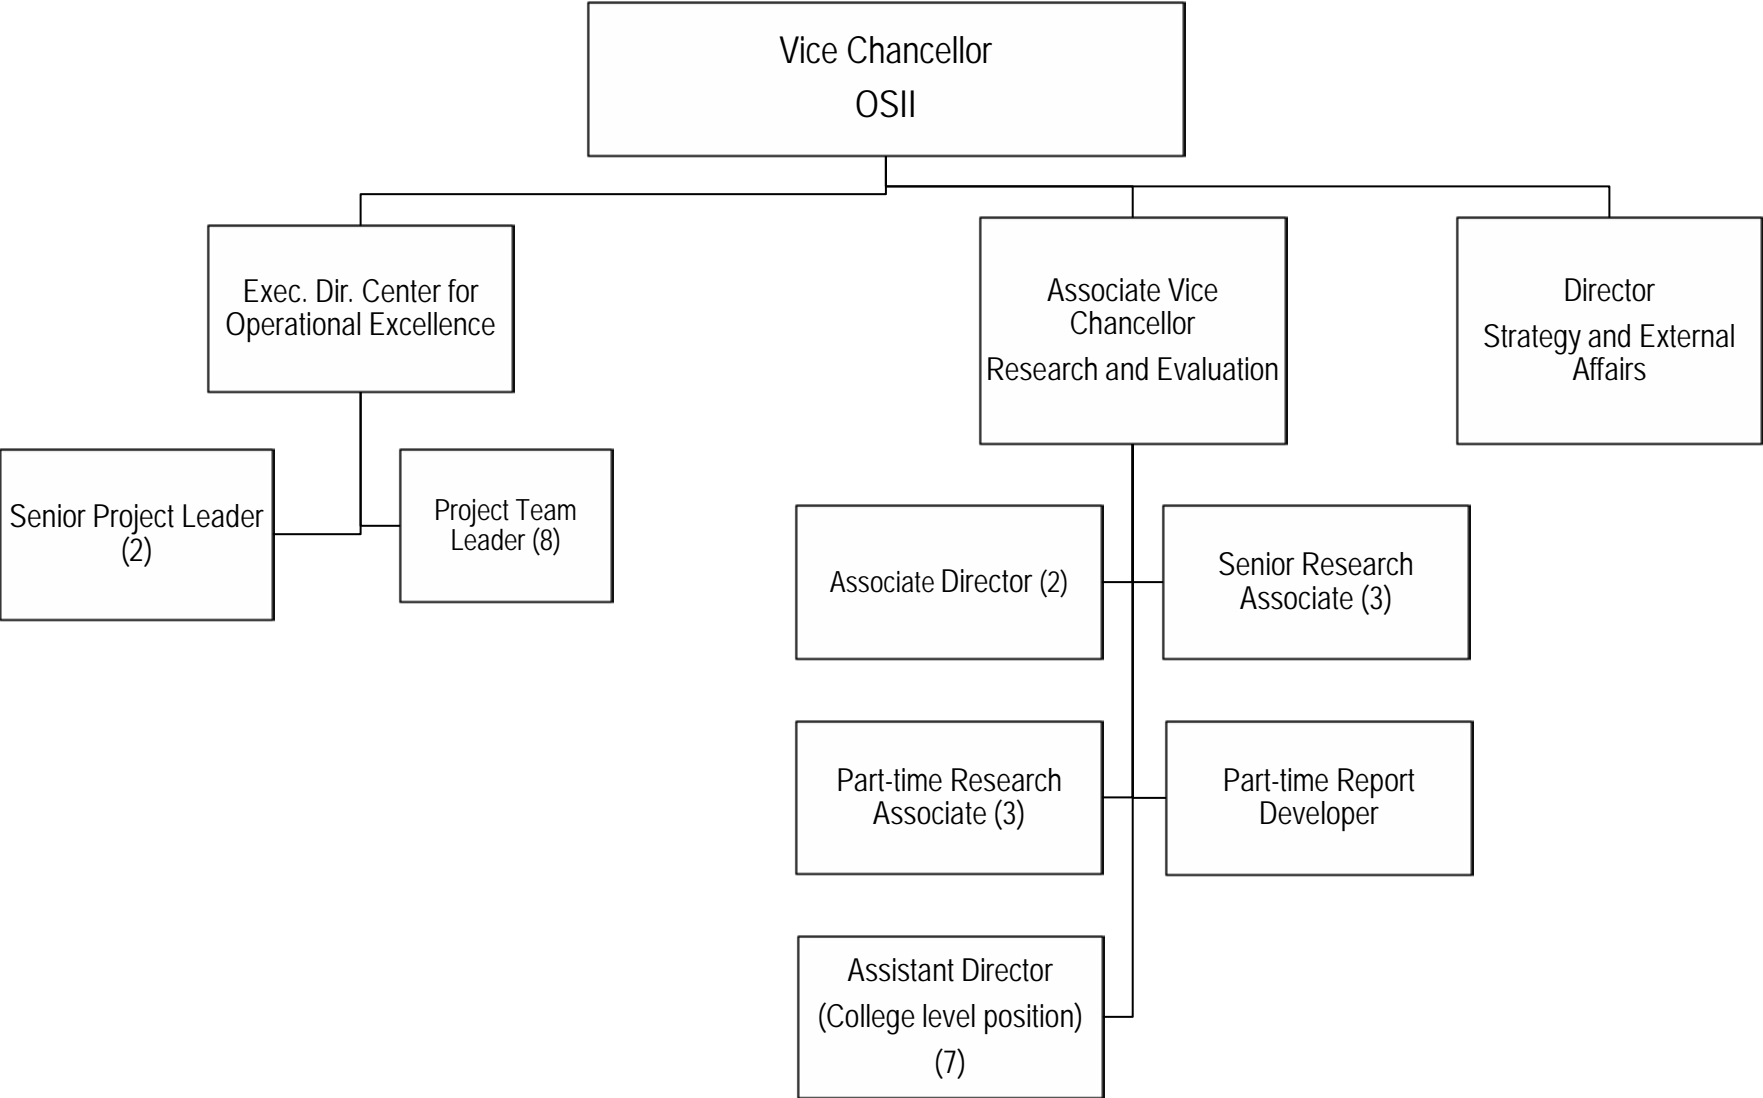 Vice Chancellor
OSII
Exec. Dir. Center for
Operational Excellence
Associate Vice
Chancellor
Research and Evaluation
Director
Strategy and External
Affairs
Senior Project Leader
(2)
Project Team
Leader (8)
Associate Director (2)
Senior Research
Associate (3)
Part-time Research
Associate (3)
Part-time Report
Developer
Assistant Director
(College level position)
(7)